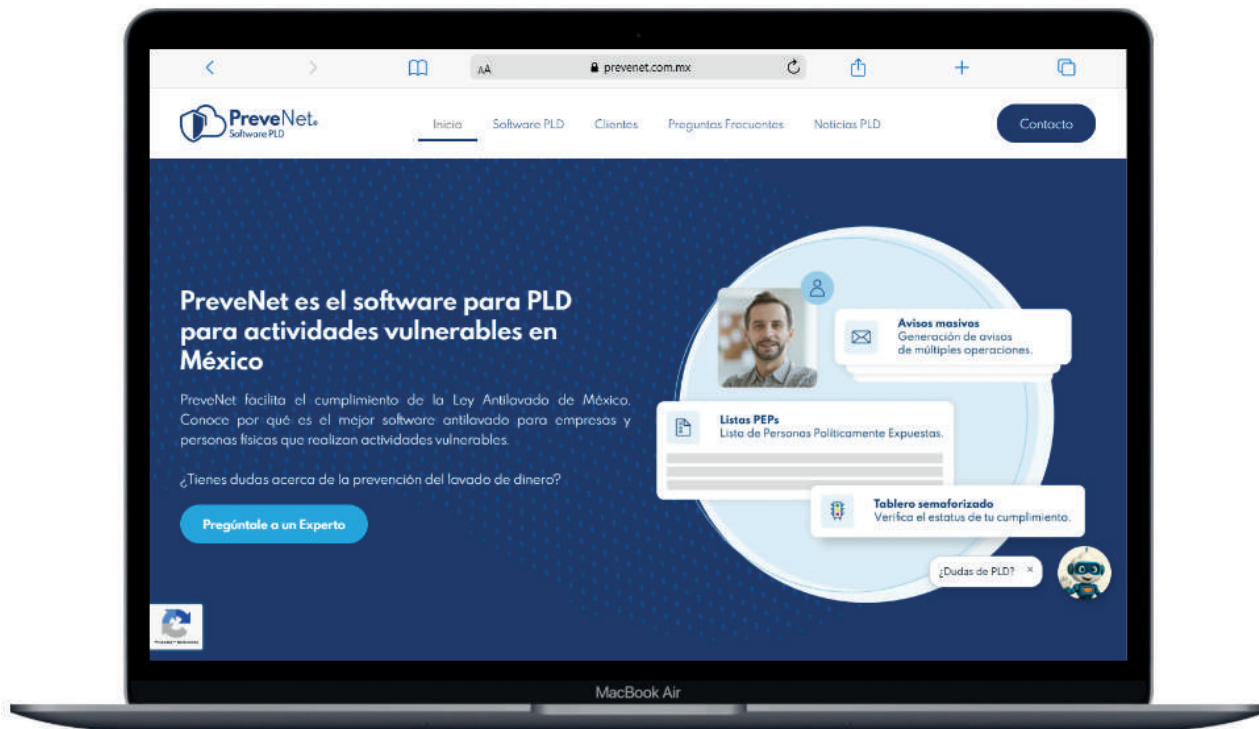 AA
prevenet.com.mx
PreveNet®
Software PLD
Inicio
Software PLD
Clientes
Preguntas Frecuentes
Noticias PLD
Contacto
PreveNet es el software para PLD
para actividades vulnerables en
México
PreveNet facilita el cumplimiento de la Ley Antilavado de México.
Conoce por qué es el mejor software antilavado para empresas y
personas físicas que realizan actividades vulnerables.
¿Tienes dudas acerca de la prevención del lavado de dinero?
Pregúntale a un Experto
Avisos masivos
Generación de avisos
de múltiples operaciones.
Listas PEPs
Lista de Personas Políticamente Expuestas.
Tablero semaforizado
Verifica el estatus de tu cumplimiento.
¿Dudas de PLD? ×
MacBook Air